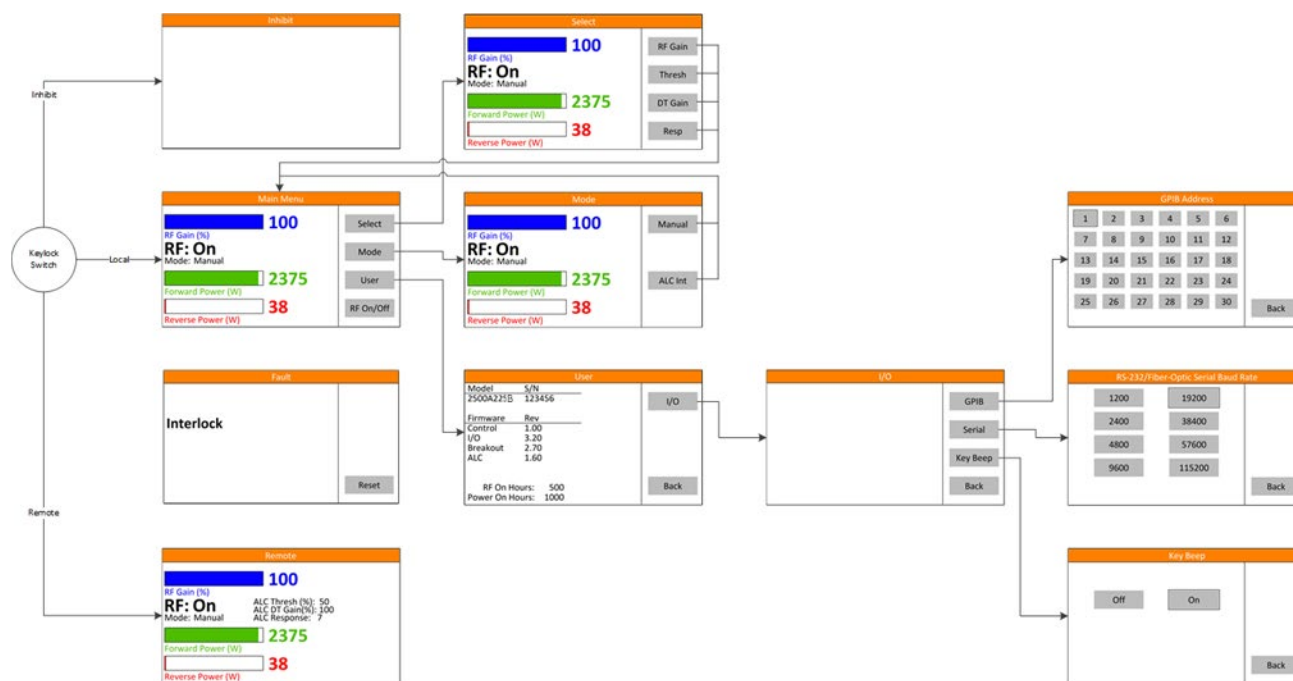 Inhibit
Select
100
RF Gain (%)
RF: On
Mode: Manual
2375
Forward Power (W)
38
Reverse Power (W)
RF Gain
Thresh
DT Gain
Resp
Inhibit
Keylock
Switch
Local
Remote
Main Menu
100
RF Gain (%)
RF: On
Mode: Manual
2375
Forward Power (W)
38
Reverse Power (W)
Select
Mode
User
RF On/Off
Mode
100
RF Gain (%)
RF: On
Mode: Manual
2375
Forward Power (W)
38
Reverse Power (W)
Manual
ALC Int
GPIB Address
1 2 3 4 5 6
7 8 9 10 11 12
13 14 15 16 17 18
19 20 21 22 23 24
25 26 27 28 29 30
Back
Fault
Interlock
Reset
User
Model S/N
2500A225B 123456
Firmware Rev
Control 1.00
I/O 3.20
Breakout 2.70
ALC 1.60
RF On Hours: 500
Power On Hours: 1000
I/O
Back
I/O
GPIB
Serial
Key Beep
Back
RS-232/Fiber-Optic Serial Baud Rate
1200 19200
2400 38400
4800 57600
9600 115200
Back
Remote
100
RF Gain (%)
RF: On
Mode: Manual
ALC Thresh (%): 50
ALC DT Gain(%): 100
ALC Response: 7
2375
Forward Power (W)
38
Reverse Power (W)
Key Beep
Off On
Back